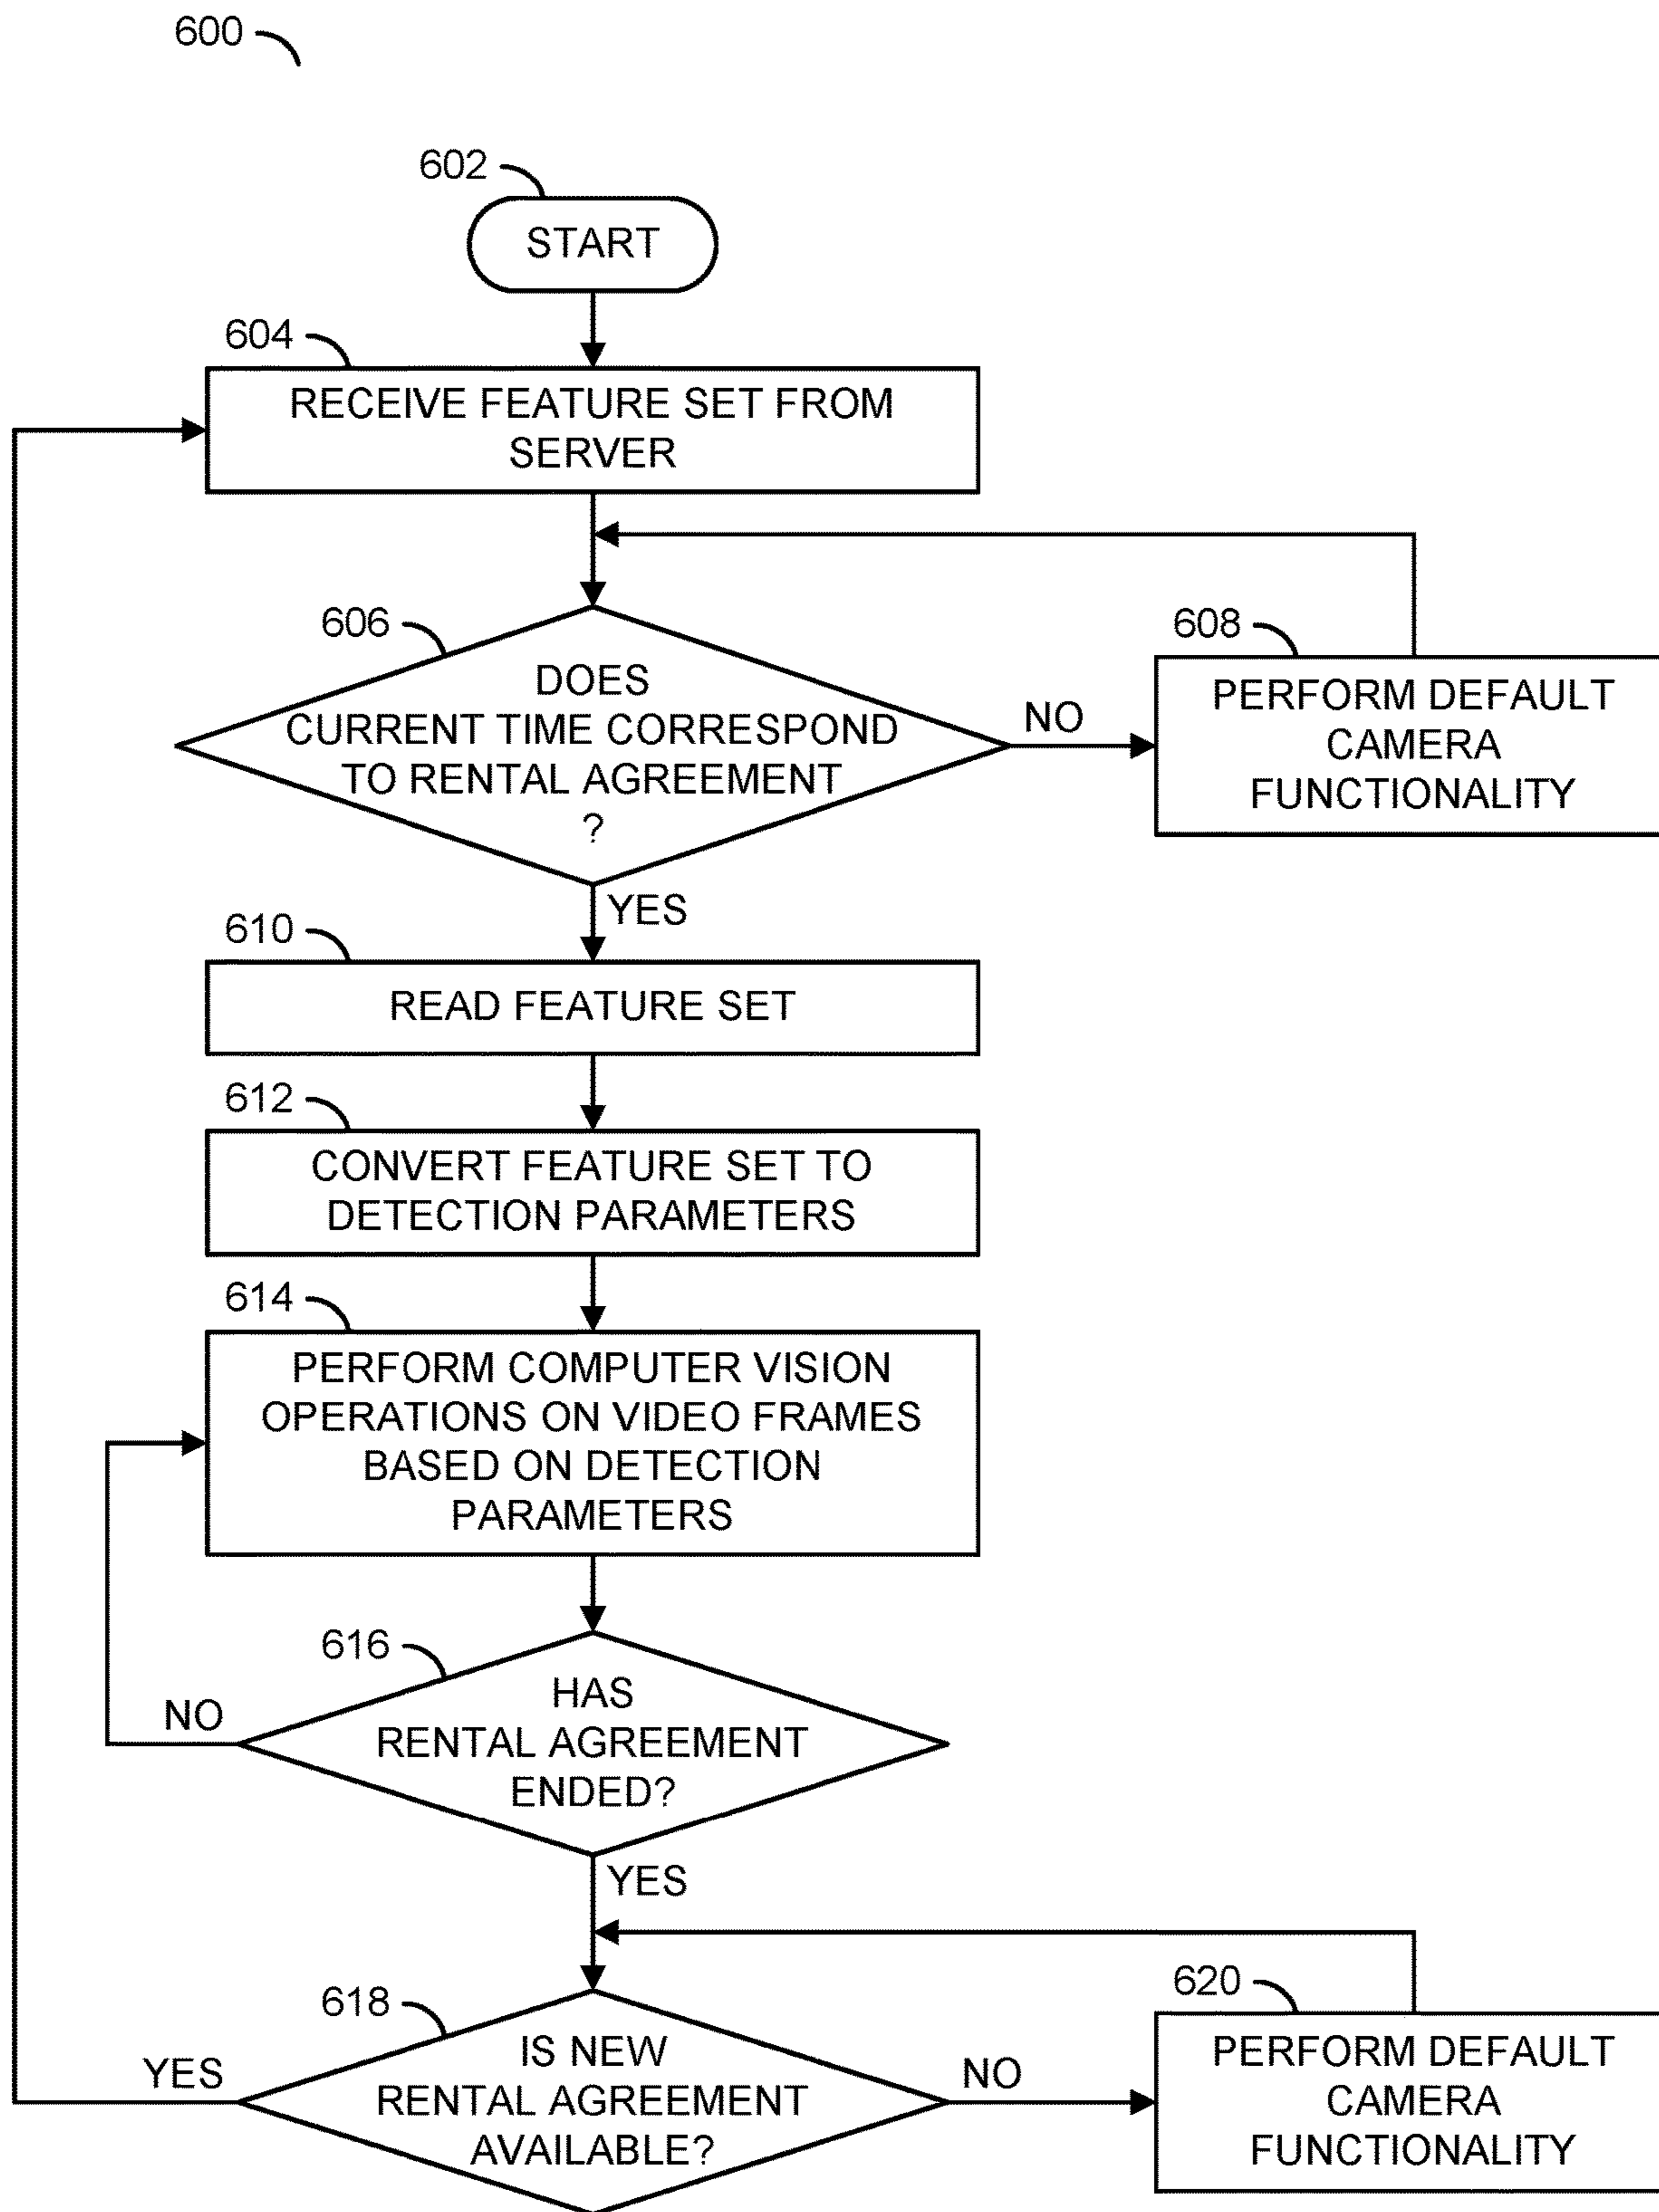 600
602
START
604
RECEIVE FEATURE SET FROM
SERVER
606
DOES
CURRENT TIME CORRESPOND
TO RENTAL AGREEMENT
?
NO
608
PERFORM DEFAULT
CAMERA
FUNCTIONALITY
YES
610
READ FEATURE SET
612
CONVERT FEATURE SET TO
DETECTION PARAMETERS
614
PERFORM COMPUTER VISION
OPERATIONS ON VIDEO FRAMES
BASED ON DETECTION
PARAMETERS
616
HAS
RENTAL AGREEMENT
ENDED?
NO
YES
618
IS NEW
RENTAL AGREEMENT
AVAILABLE?
YES
NO
620
PERFORM DEFAULT
CAMERA
FUNCTIONALITY